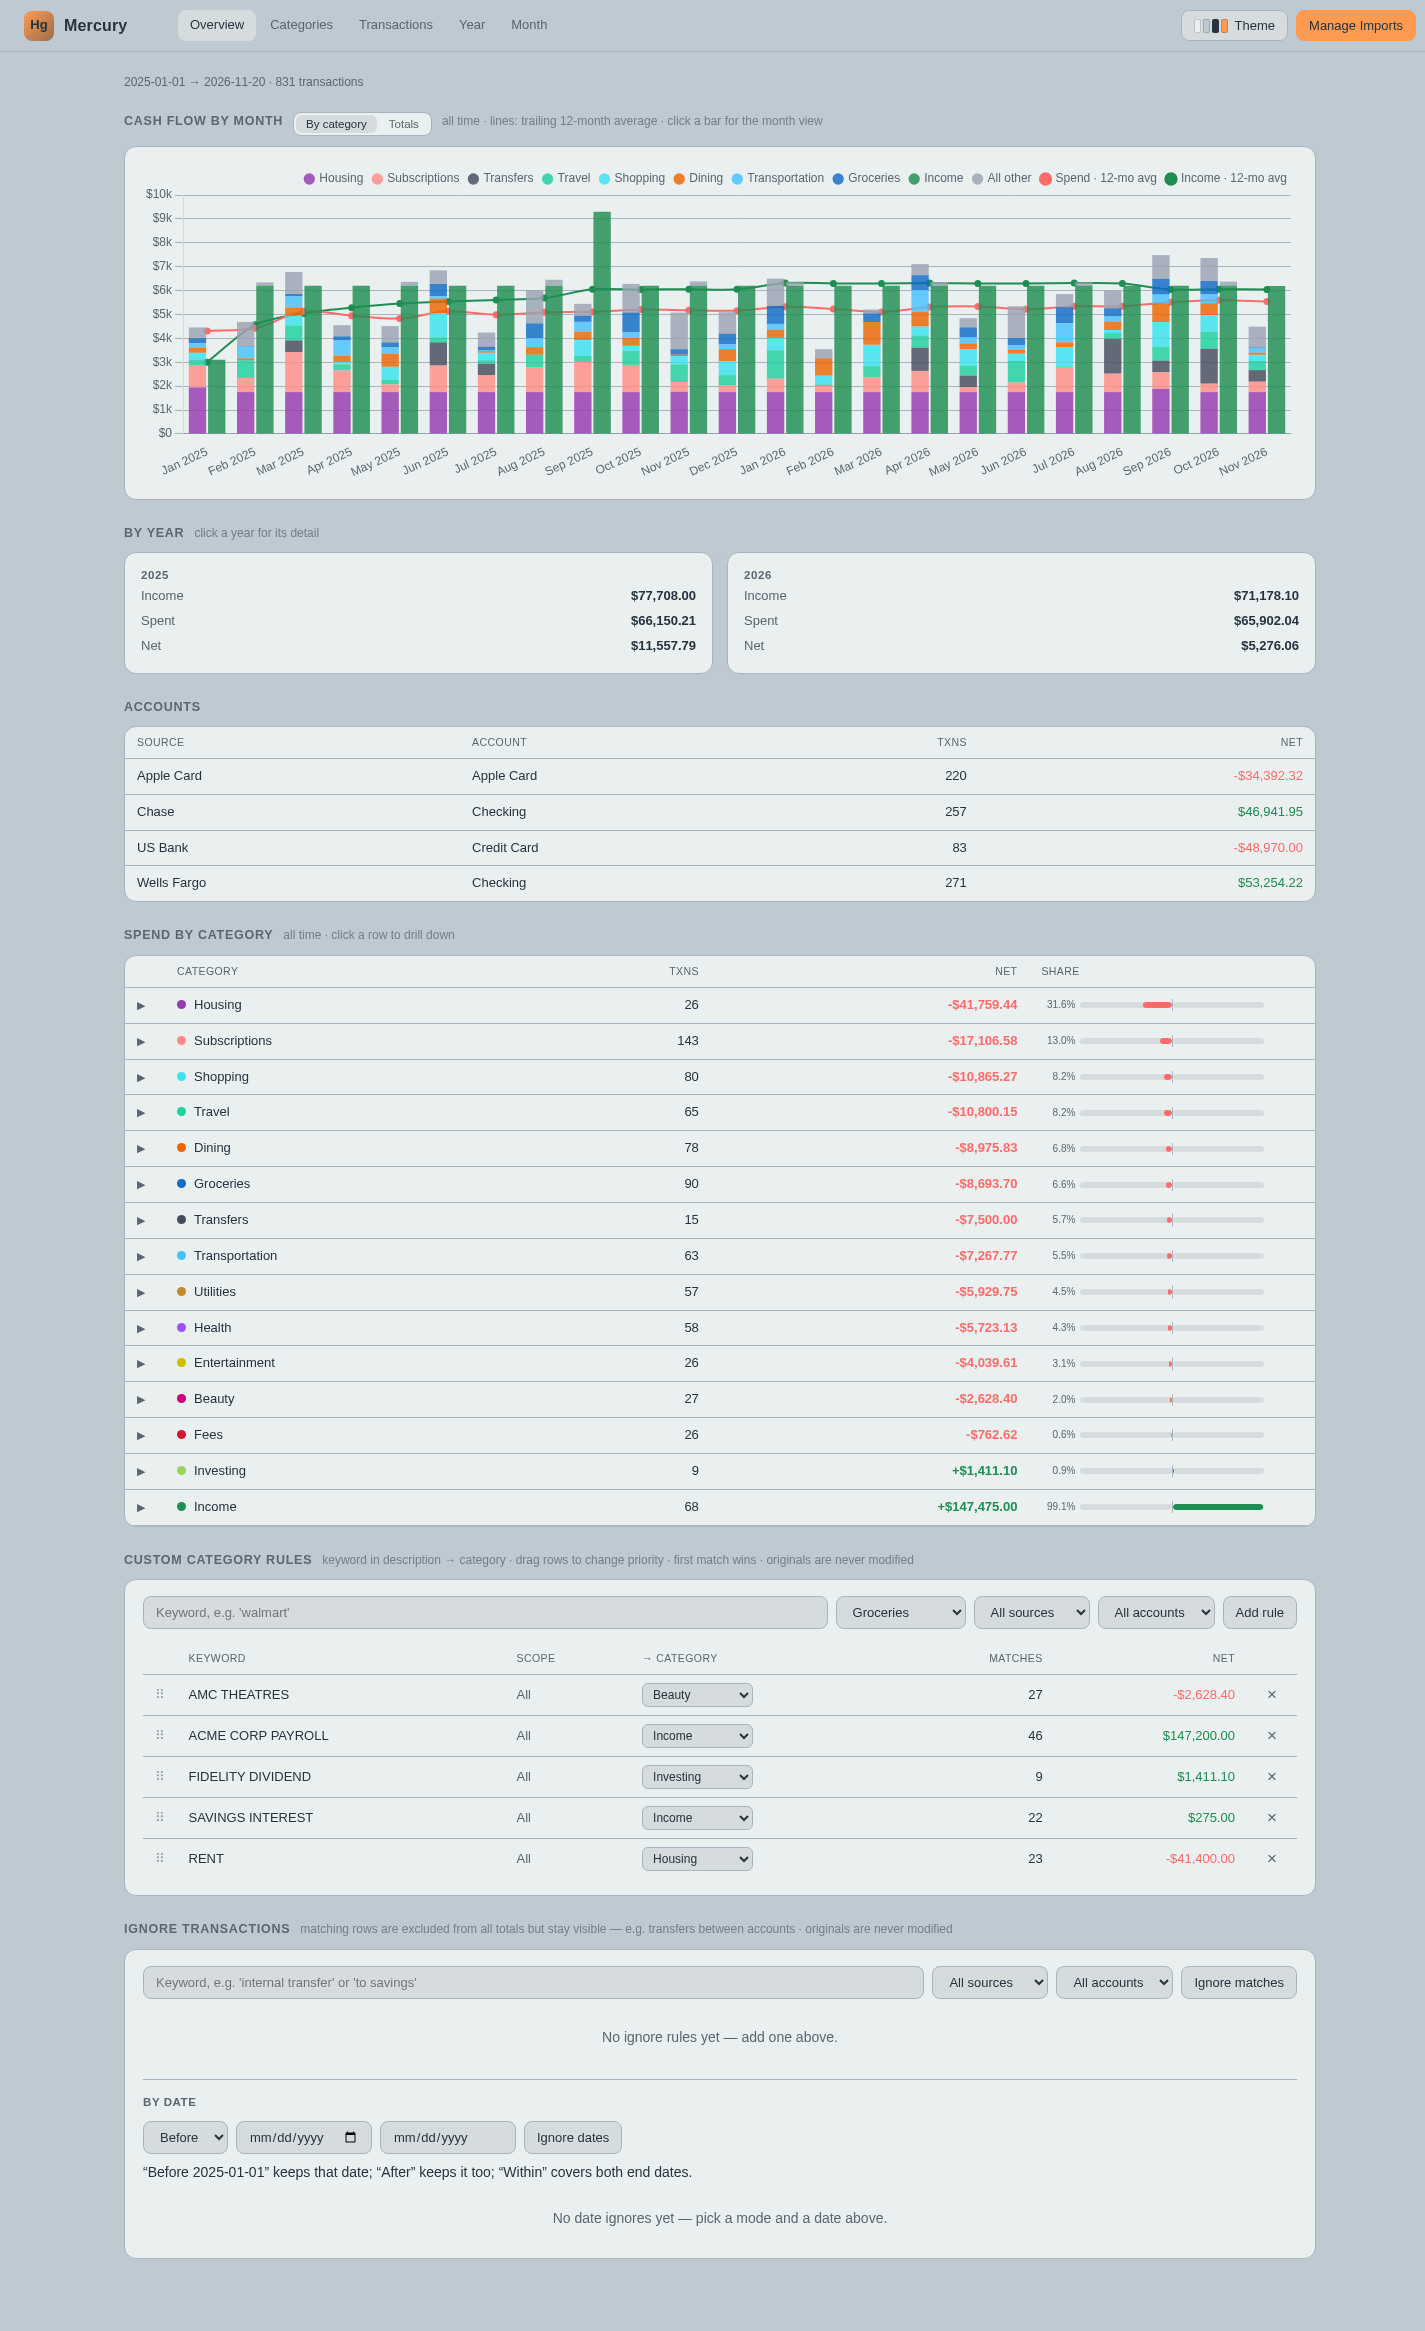 Hg Mercury Overview Categories Transactions Year Month Theme Manage Imports
2025-01-01 → 2026-11-20 · 831 transactions
CASH FLOW BY MONTH By category Totals all time · lines: trailing 12-month average · click a bar for the month view
Housing Subscriptions Transfers Travel Shopping Dining Transportation Groceries Income All other Spend · 12-mo avg Income · 12-mo avg
$10k
$9k
$8k
$7k
$6k
$5k
$4k
$3k
$2k
$1k
$0
Jan 2025 Feb 2025 Mar 2025 Apr 2025 May 2025 Jun 2025 Jul 2025 Aug 2025 Sep 2025 Oct 2025 Nov 2025 Dec 2025 Jan 2026 Feb 2026 Mar 2026 Apr 2026 May 2026 Jun 2026 Jul 2026 Aug 2026 Sep 2026 Oct 2026 Nov 2026
BY YEAR click a year for its detail
2025
Income $77,708.00
Spent $66,150.21
Net $11,557.79
2026
Income $71,178.10
Spent $65,902.04
Net $5,276.06
ACCOUNTS
SOURCE ACCOUNT TXNS NET
Apple Card Apple Card 220 -$34,392.32
Chase Checking 257 $46,941.95
US Bank Credit Card 83 -$48,970.00
Wells Fargo Checking 271 $53,254.22
SPEND BY CATEGORY all time · click a row to drill down
CATEGORY TXNS NET SHARE
▶ Housing 26 -$41,759.44 31.6%
▶ Subscriptions 143 -$17,106.58 13.0%
▶ Shopping 80 -$10,865.27 8.2%
▶ Travel 65 -$10,800.15 8.2%
▶ Dining 78 -$8,975.83 6.8%
▶ Groceries 90 -$8,693.70 6.6%
▶ Transfers 15 -$7,500.00 5.7%
▶ Transportation 63 -$7,267.77 5.5%
▶ Utilities 57 -$5,929.75 4.5%
▶ Health 58 -$5,723.13 4.3%
▶ Entertainment 26 -$4,039.61 3.1%
▶ Beauty 27 -$2,628.40 2.0%
▶ Fees 26 -$762.62 0.6%
▶ Investing 9 +$1,411.10 0.9%
▶ Income 68 +$147,475.00 99.1%
CUSTOM CATEGORY RULES keyword in description → category · drag rows to change priority · first match wins · originals are never modified
Keyword, e.g. 'walmart' Groceries All sources All accounts Add rule
KEYWORD SCOPE → CATEGORY MATCHES NET
⠿ AMC THEATRES All Beauty 27 -$2,628.40 ✕
⠿ ACME CORP PAYROLL All Income 46 $147,200.00 ✕
⠿ FIDELITY DIVIDEND All Investing 9 $1,411.10 ✕
⠿ SAVINGS INTEREST All Income 22 $275.00 ✕
⠿ RENT All Housing 23 -$41,400.00 ✕
IGNORE TRANSACTIONS matching rows are excluded from all totals but stay visible — e.g. transfers between accounts · originals are never modified
Keyword, e.g. 'internal transfer' or 'to savings' All sources All accounts Ignore matches
No ignore rules yet — add one above.
BY DATE
Before mm/dd/yyyy mm/dd/yyyy Ignore dates
“Before 2025-01-01” keeps that date; “After” keeps it too; “Within” covers both end dates.
No date ignores yet — pick a mode and a date above.